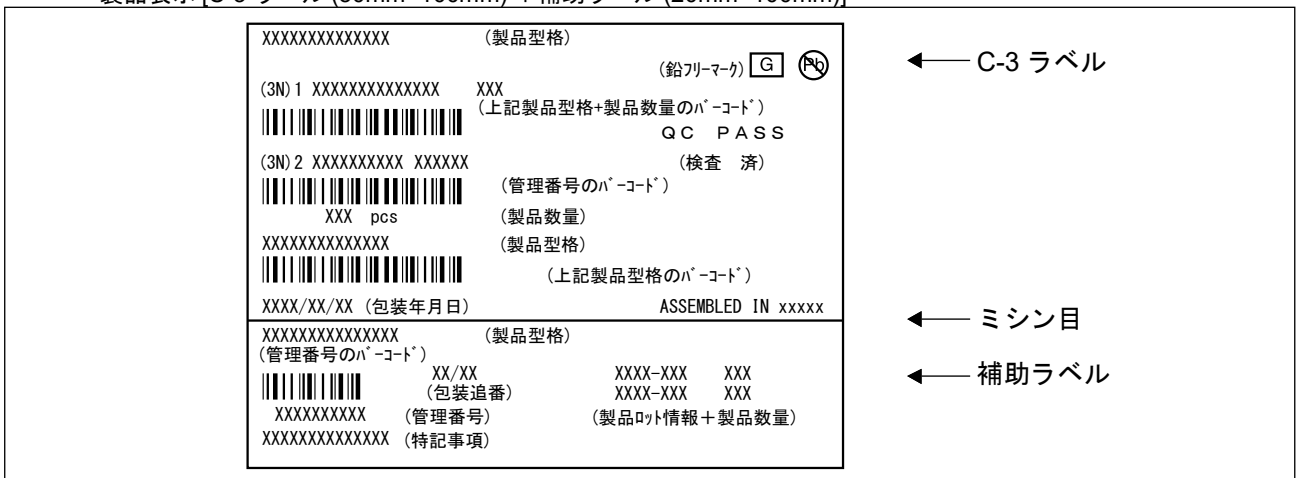 XXXXXXXXXXXXXX (製品型格)
(鉛フリーマーク) G Pb
C-3 ラベル
(3N)1 XXXXXXXXXXXXXX XXX
(上記製品型格+製品数量のバーコード)
QC PASS
(3N)2 XXXXXXXXXX XXXXXX (検査 済)
(管理番号のバーコード)
XXX pcs (製品数量)
XXXXXXXXXXXXXX (製品型格)
(上記製品型格のバーコード)
XXXX/XX/XX (包装年月日) ASSEMBLED IN xxxxx
ミシン目
XXXXXXXXXXXXXXX (製品型格)
(管理番号のバーコード)
XX/XX XXXX-XXX XXX
補助ラベル
(包装追番) XXXX-XXX XXX
XXXXXXXXXX (管理番号) (製品ロット情報+製品数量)
XXXXXXXXXXXXXX (特記事項)